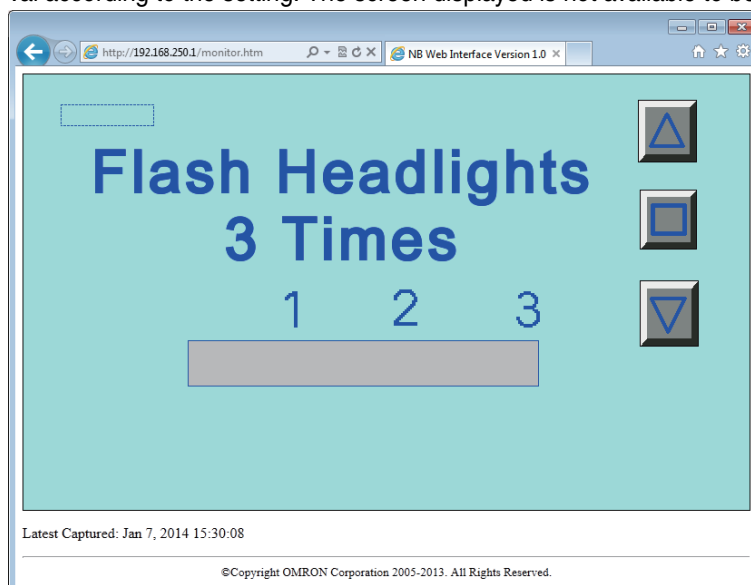 val according to the setting. The screen displayed is not available to be
http://192.168.250.1/monitor.htm
NB Web Interface Version 1.0
Flash Headlights
3 Times
1 2 3
Latest Captured: Jan 7, 2014 15:30:08
©Copyright OMRON Corporation 2005-2013. All Rights Reserved.